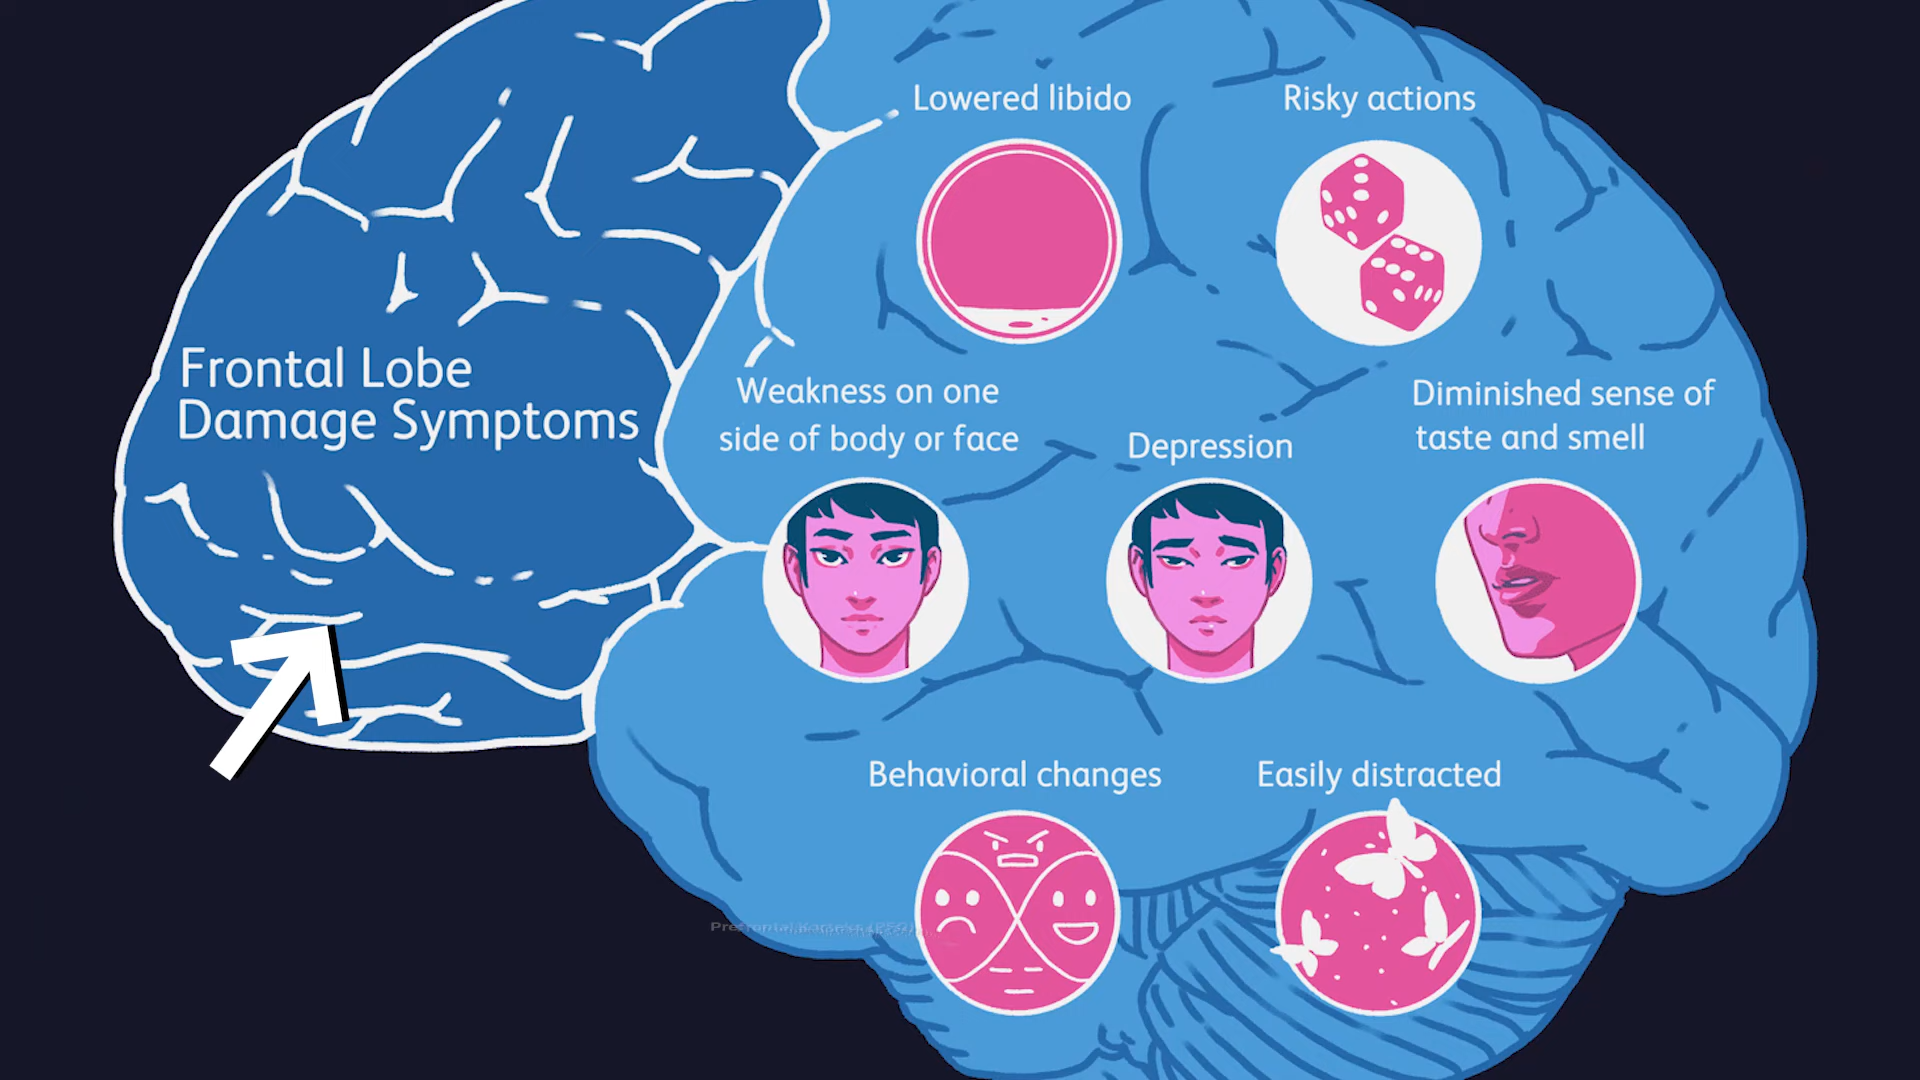 Lowered libido
Risky actions
Frontal Lobe
Damage Symptoms
Weakness on one
side of body or face
Depression
Diminished sense of
taste and smell
Behavioral changes
Easily distracted